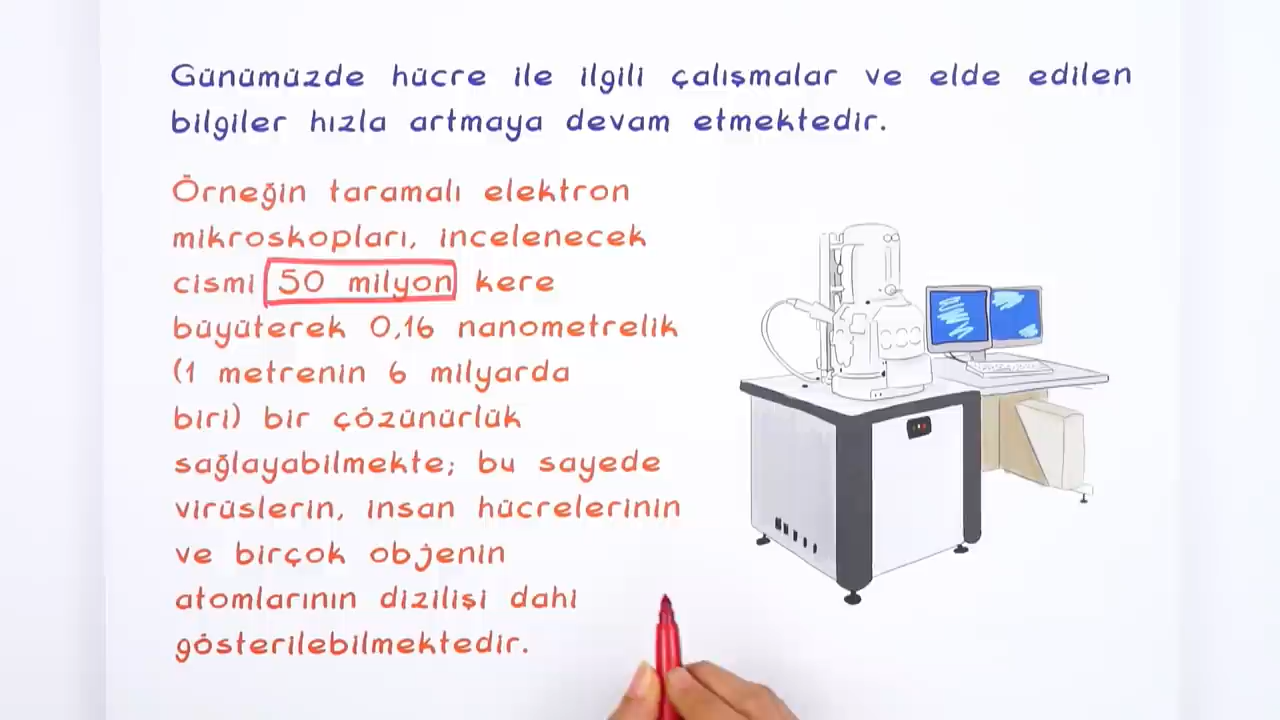 Günümüzde hücre ile ilgili çalışmalar ve elde edilen
bilgiler hızla artmaya devam etmektedir.
Örneğin taramalı elektron
mikroskopları, incelenecek
cismi 50 milyon kere
büyüterek 0,16 nanometrelik
(1 metrenin 6 milyarda
biri) bir çözünürlük
sağlayabilmekte; bu sayede
virüslerin, insan hücrelerinin
ve birçok objenin
atomlarının dizilişi dahi
gösterilebilmektedir.